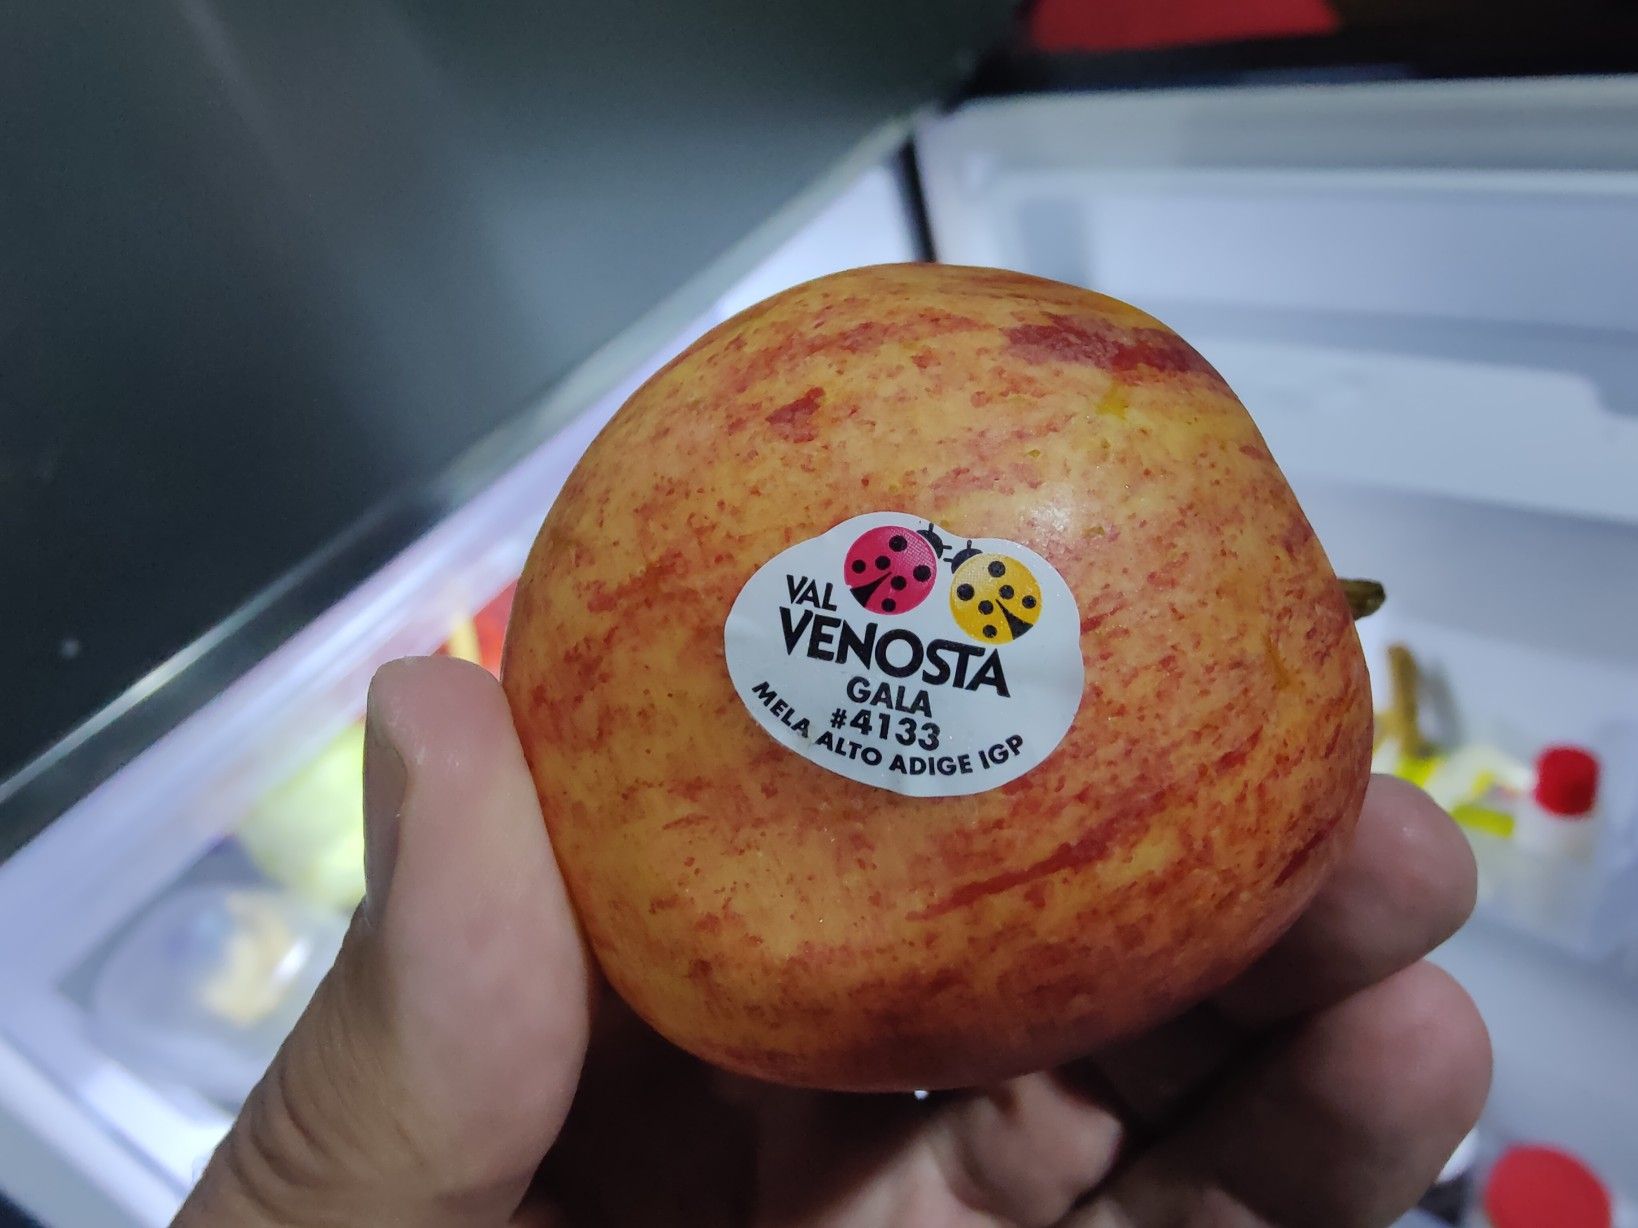 VAL
VENOSTA
GALA
#4133
MELA ALTO ADIGE IGP